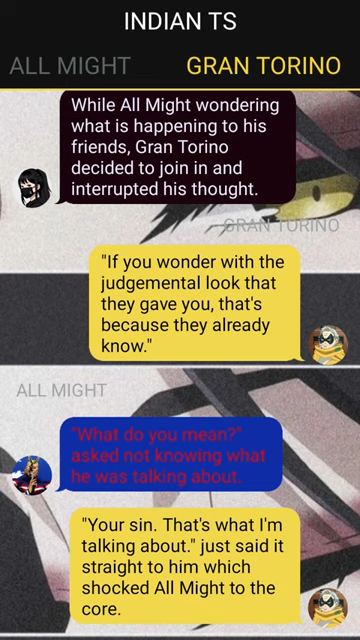 INDIAN TS
ALL MIGHT GRAN TORINO
While All Might wondering
what is happening to his
friends, Gran Torino
decided to join in and
interrupted his thought.
GRAN TORINO
"If you wonder with the
judgemental look that
they gave you, that's
because they already
know."
ALL MIGHT
"What do you mean?"
asked not knowing what
he was talking about.
"Your sin. That's what I'm
talking about." just said it
straight to him which
shocked All Might to the
core.